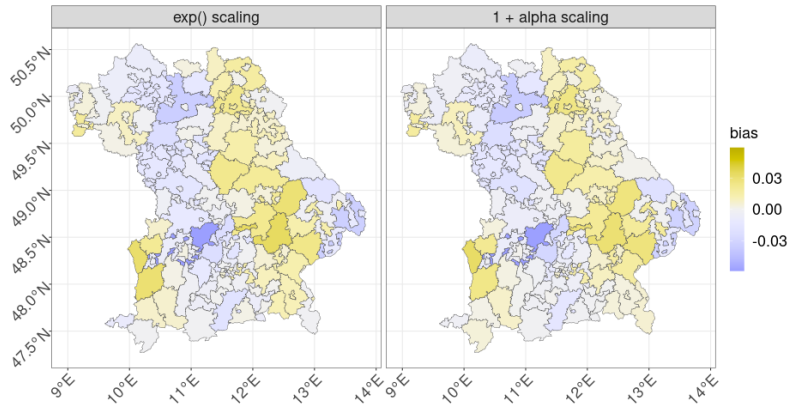 exp() scaling
1 + alpha scaling
50.5°N
50.0°N
49.5°N
49.0°N
48.5°N
48.0°N
47.5°N
9°E
10°E
11°E
12°E
13°E
14°E
9°E
10°E
11°E
12°E
13°E
14°E
bias
0.03
0.00
-0.03